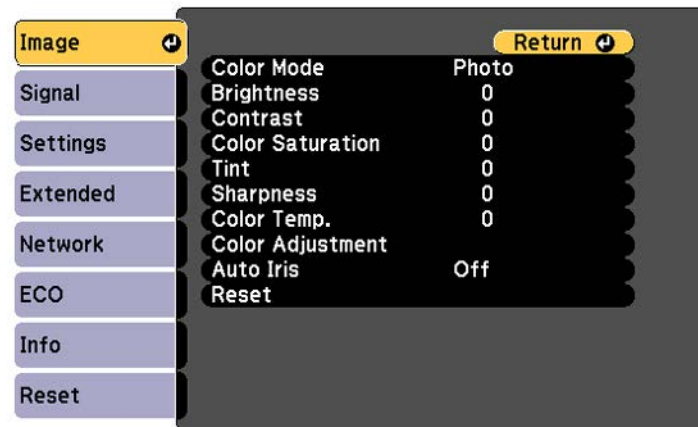 Image
Signal
Settings
Extended
Network
ECO
Info
Reset
Return
Color Mode Photo
Brightness 0
Contrast 0
Color Saturation 0
Tint 0
Sharpness 0
Color Temp. 0
Color Adjustment
Auto Iris Off
Reset